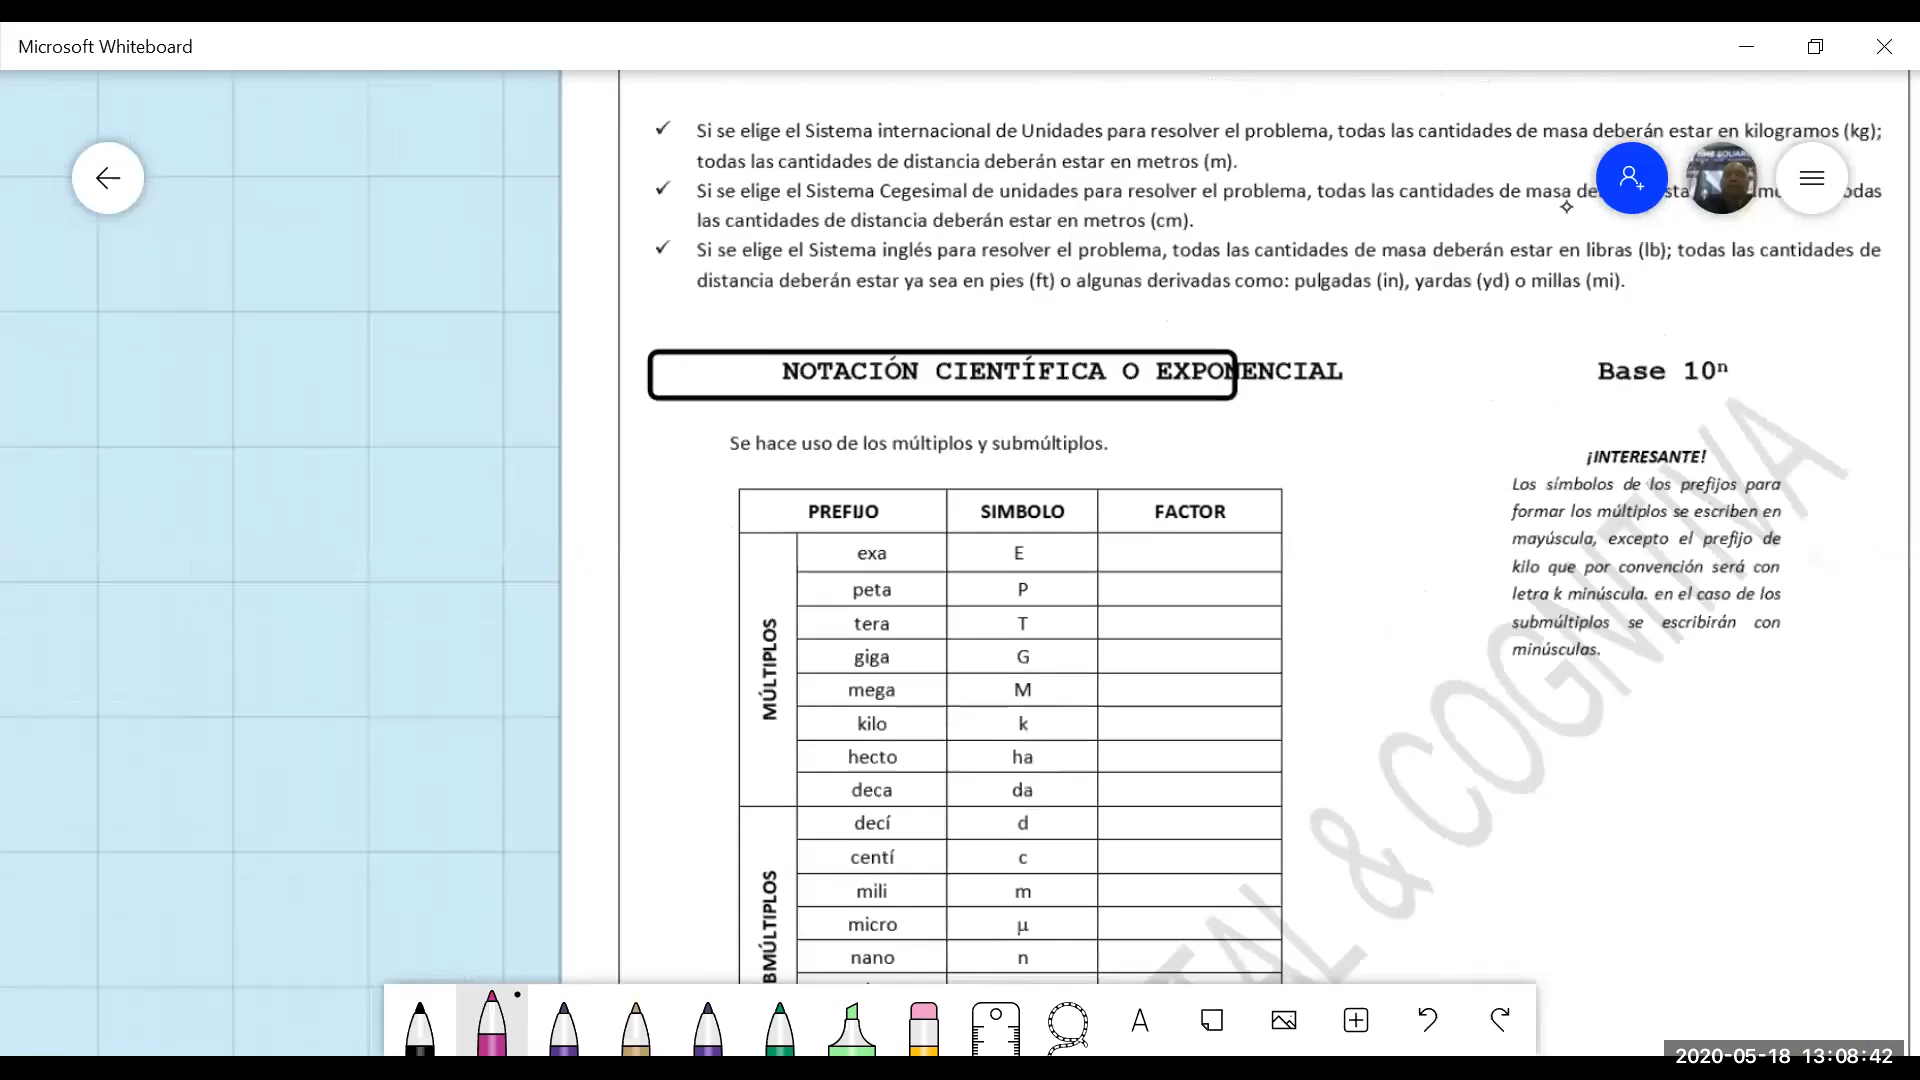 Microsoft Whiteboard
✓ Si se elige el Sistema internacional de Unidades para resolver el problema, todas las cantidades de masa deberán estar en kilogramos (kg);
todas las cantidades de distancia deberán estar en metros (m).
✓ Si se elige el Sistema Cegesimal de unidades para resolver el problema, todas las cantidades de masa
las cantidades de distancia deberán estar en metros (cm).
✓ Si se elige el Sistema inglés para resolver el problema, todas las cantidades de masa deberán estar en libras (lb); todas las cantidades de
distancia deberán estar ya sea en pies (ft) o algunas derivadas como: pulgadas (in), yardas (yd) o millas (mi).
NOTACIÓN CIENTÍFICA O EXPONENCIAL
Base 10ⁿ
Se hace uso de los múltiplos y submúltiplos.
¡INTERESANTE!
Los símbolos de los prefijos para
formar los múltiplos se escriben en
mayúscula, excepto el prefijo de
kilo que por convención será con
letra k minúscula. en el caso de los
submúltiplos se escribirán con
minúsculas.
PREFIJO SIMBOLO FACTOR
MÚLTIPLOS
exa E
peta P
tera T
giga G
mega M
kilo k
hecto ha
deca da
BMÚLTIPLOS
decí d
centí c
mili m
micro μ
nano n
TAL & COGNITIVA
2020-05-18 13:08:42